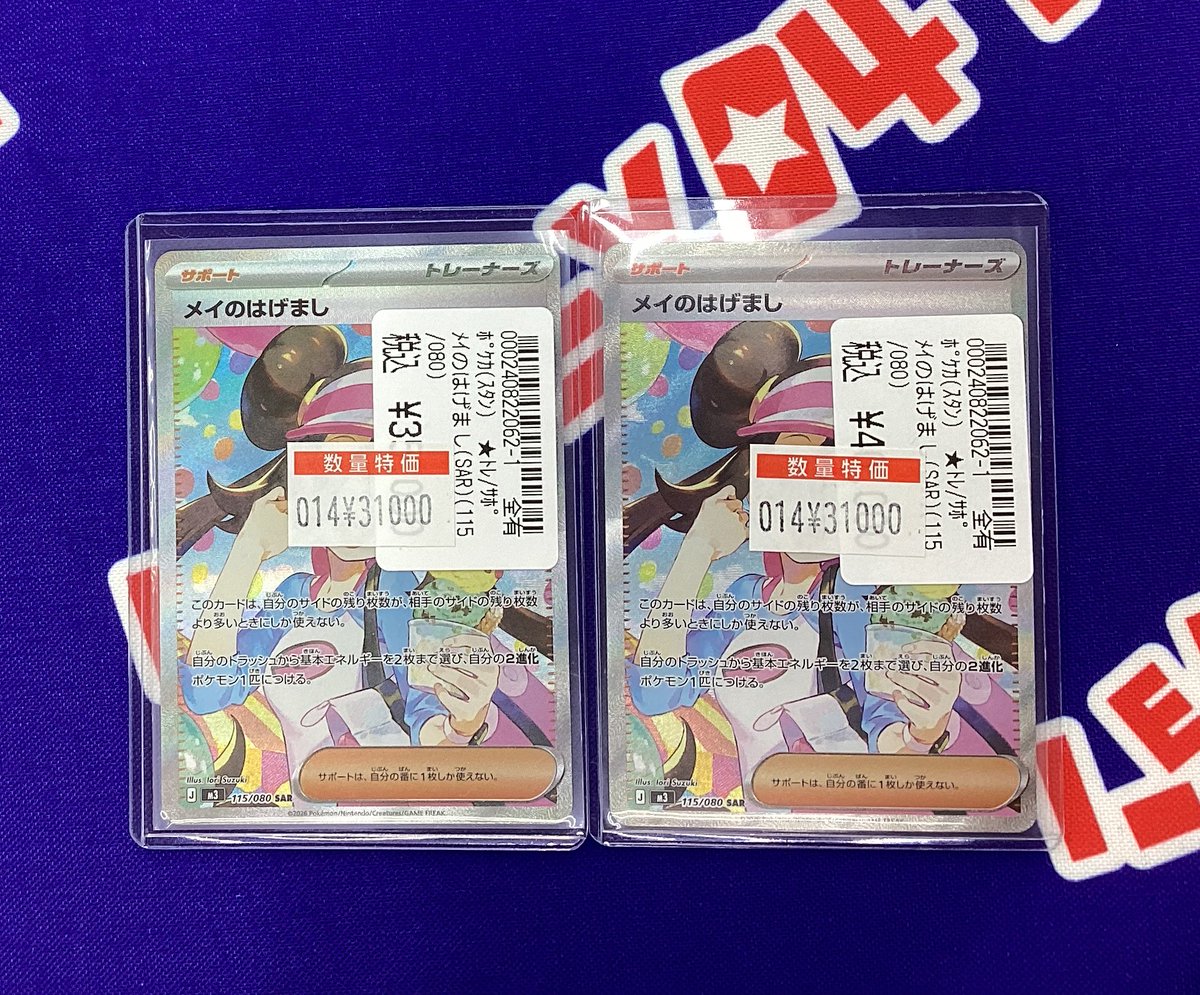 サポート
トレーナーズ
メイのはげまし
000240822062-1
全有
ポケカ(スタン)
★トレ/サポ
メイのはげまし(SAR)(115
/080)
税込
¥3
数量特価
014¥31000
このカードは、自分のサイドの残り枚数が、相手のサイドの残り枚数
より多いときにしか使えない。
自分のトラッシュから基本エネルギーを2枚まで選び、自分の2進化
ポケモン1匹につける。
サポートは、自分の番に1枚しか使えない。
Illus. Iori Suzuki
J M3 115/080 SAR
©2026 Pokémon/Nintendo/Creatures/GAME FREAK
サポート
トレーナーズ
メイのはげまし
000240822062-1
全有
ポケカ(スタン)
★トレ/サポ
メイのはげまし(SAR)(115
/080)
税込
¥4
数量特価
014¥31000
このカードは、自分のサイドの残り枚数が、相手のサイドの残り枚数
より多いときにしか使えない。
自分のトラッシュから基本エネルギーを2枚まで選び、自分の2進化
ポケモン1匹につける。
サポートは、自分の番に1枚しか使えない。
Illus. Iori Suzuki
J M3 115/080 SAR